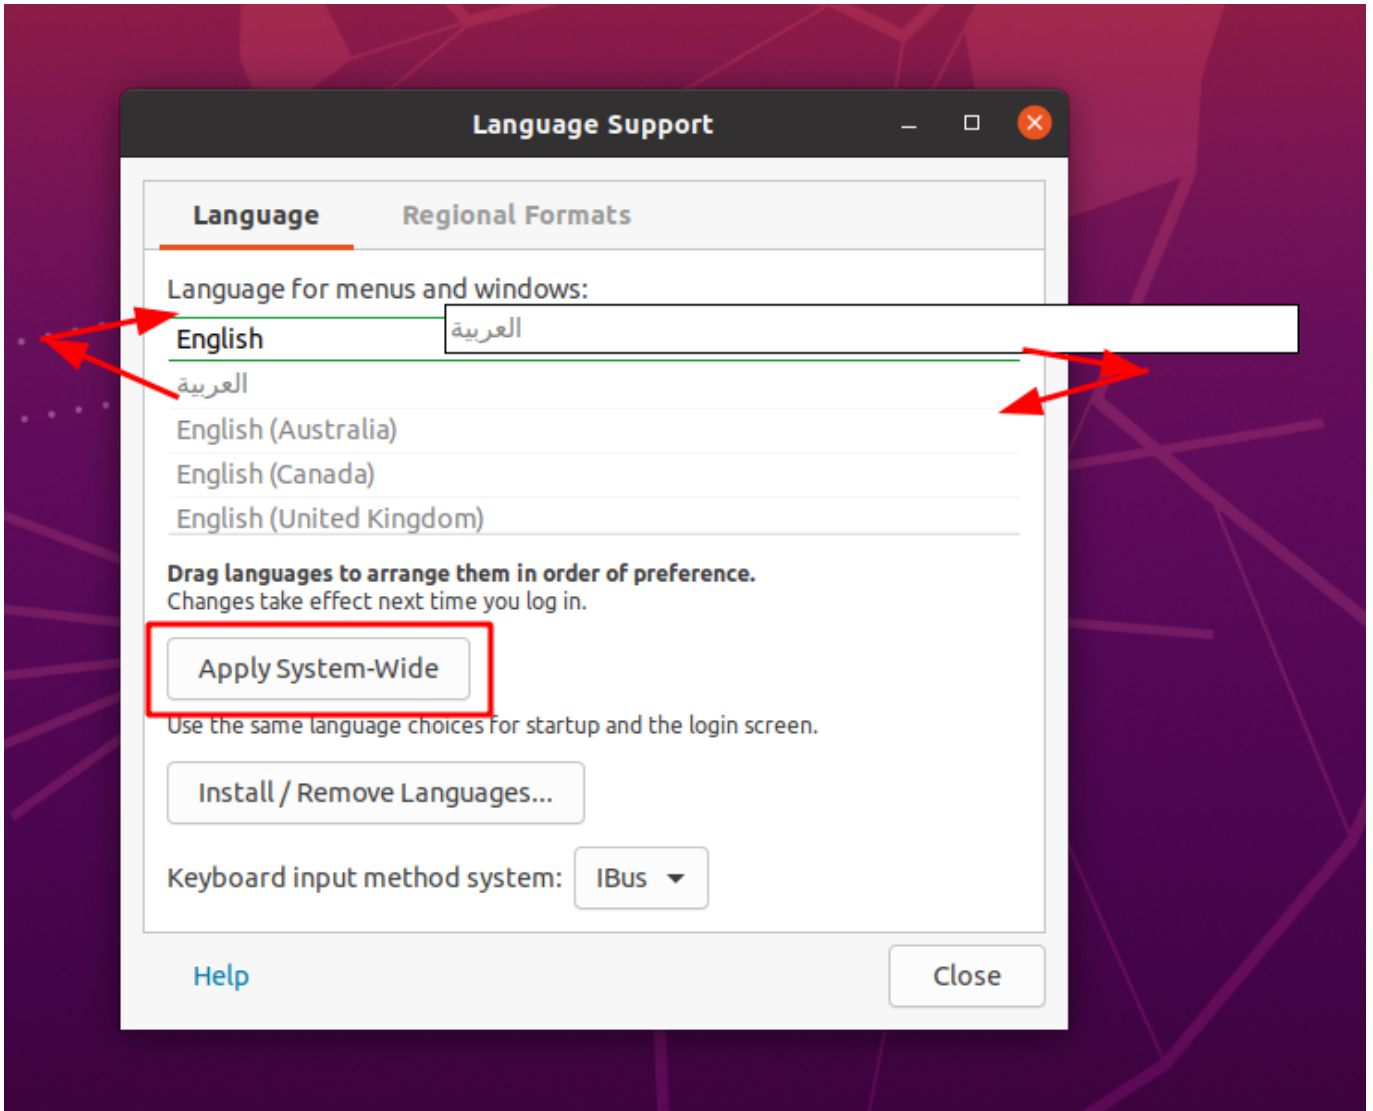 Language Support
Language
Regional Formats
Language for menus and windows:
العربية
English
العربية
English (Australia)
English (Canada)
English (United Kingdom)
Drag languages to arrange them in order of preference.
Changes take effect next time you log in.
Apply System-Wide
Use the same language choices for startup and the login screen.
Install / Remove Languages...
Keyboard input method system: IBus
Help
Close